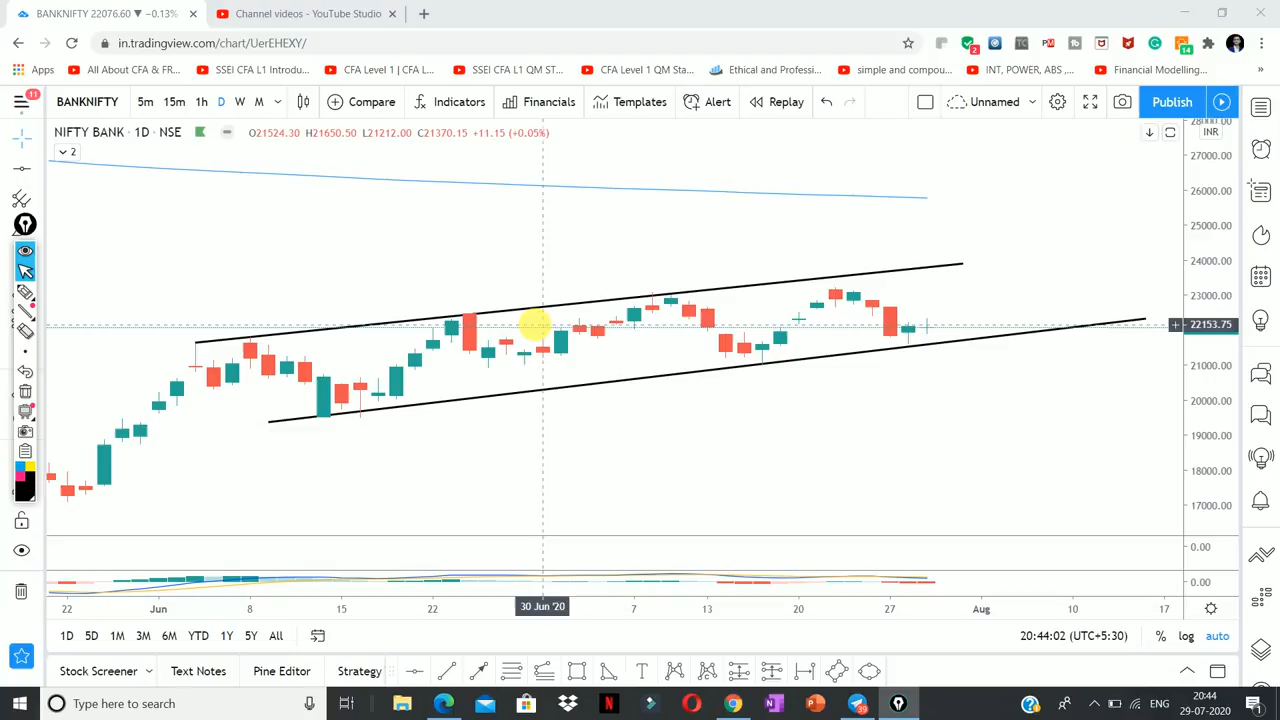 BANKNIFTY 22076.60 ▼ −0.13%
Channel videos - YouTube Studio
in.tradingview.com/chart/UerEHEXY/
2
14
Apps
All About CFA & FR...
SSEI CFA L1 Introdu...
CFA Level 1 | CFA L...
SSEI CFA L1 QM ST...
CFA Level 1 QM Sta...
Ethical and Professi...
simple and compou...
INT, POWER, ABS ,...
Financial Modelling...
»
11
BANKNIFTY
5m 15m 1h D W M
Compare
Indicators
Financials
Templates
Alert
Replay
Unnamed
Publish
NIFTY BANK · 1D · NSE
O21524.30 H21650.50 L21212.00 C21370.15 +11.15 (+0.05%)
2
INR
28000.00
27000.00
26000.00
25000.00
24000.00
23000.00
22153.75
21000.00
20000.00
19000.00
18000.00
17000.00
0.00
0.00
22 Jun 8 15 22 30 Jun '20 7 13 20 27 Aug 10 17
1D 5D 1M 3M 6M YTD 1Y 5Y All
20:44:02 (UTC+5:30) % log auto
Stock Screener Text Notes Pine Editor Strategy
Type here to search
39
ENG
20:44
29-07-2020